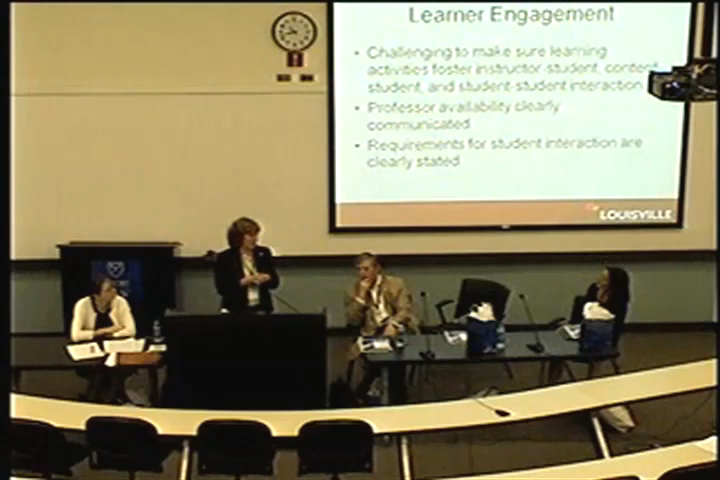 Learner Engagement
• Challenging to make sure learning
activities foster instructor-student, content
student, and student-student interaction
• Professor availability clearly
communicated
• Requirements for student interaction are
clearly stated
LOUISVILLE